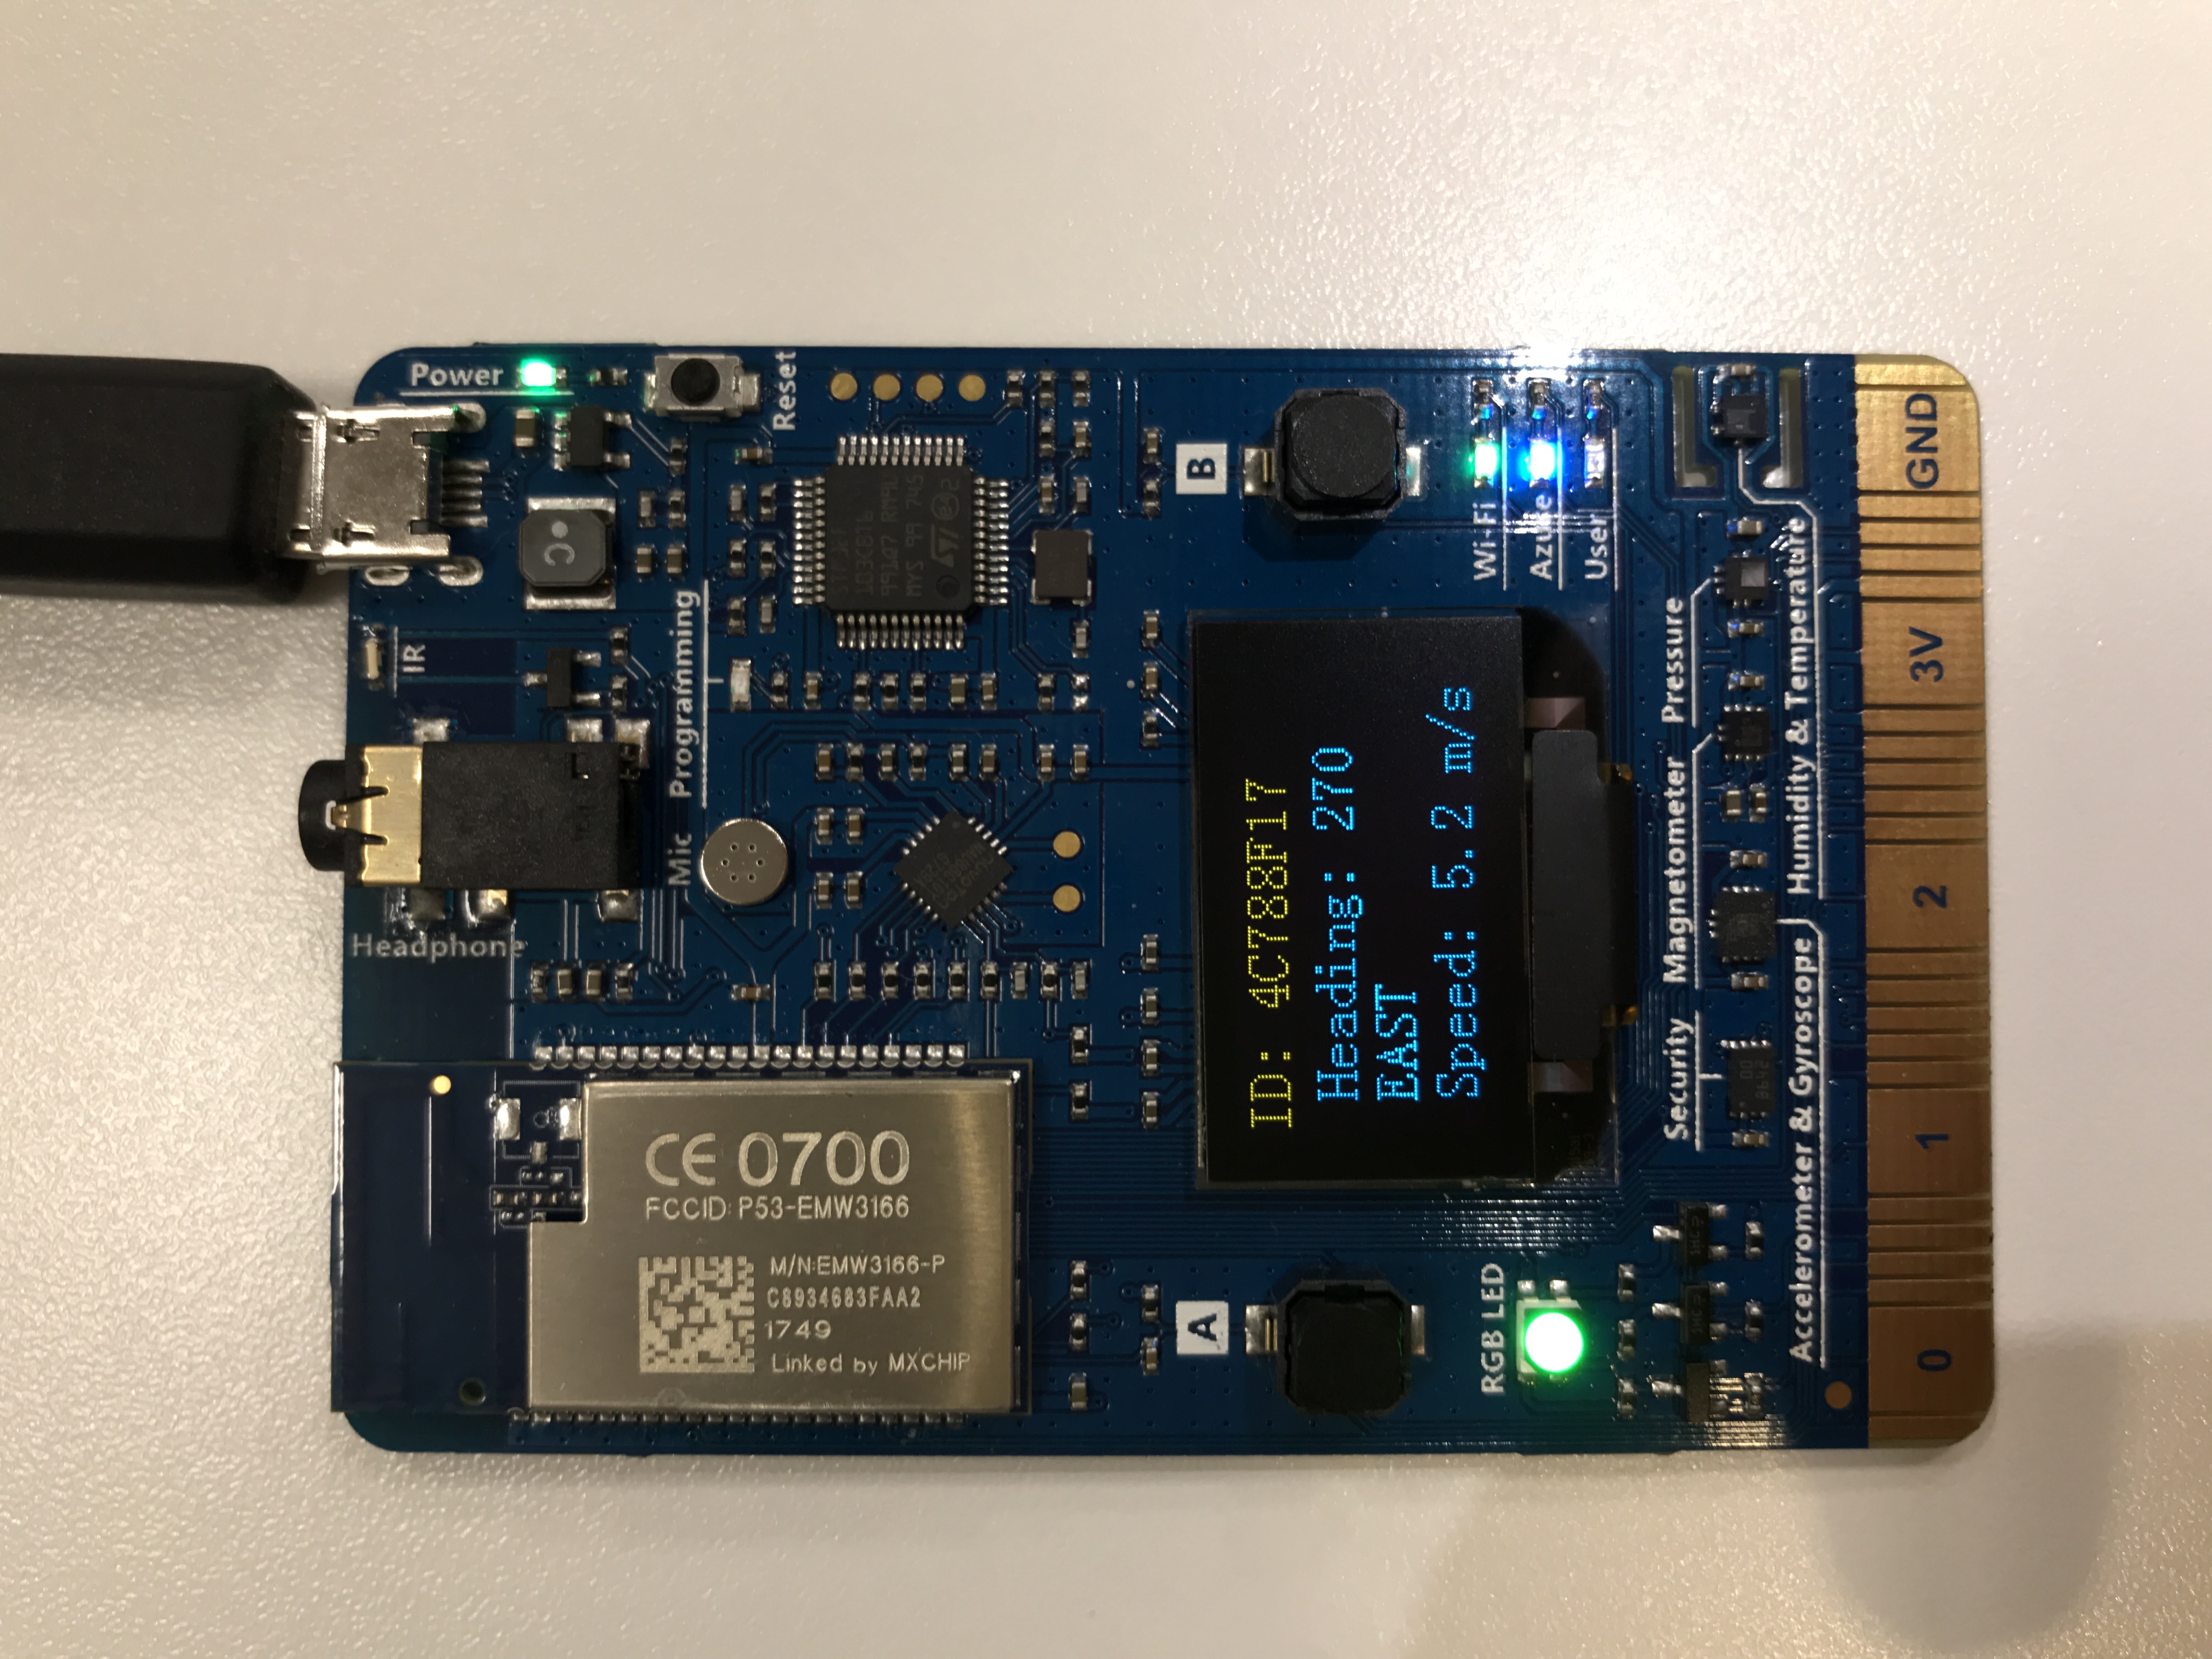 Headphone
IR
Power
CE 0700
FCCID: P53-EMW3166
M/N:EMW3166-P
C8934683FAA2
1749
Linked by MXCHIP
Mic
Programming
Reset
A
B
ID: 4C788F17
Heading: 270
EAST
Speed: 5.2 m/s
RGB LED
Wi-Fi
Azure
User
Security
Magnetometer
Pressure
Accelerometer & Gyroscope
Humidity & Temperature
0
1
2
3V
GND